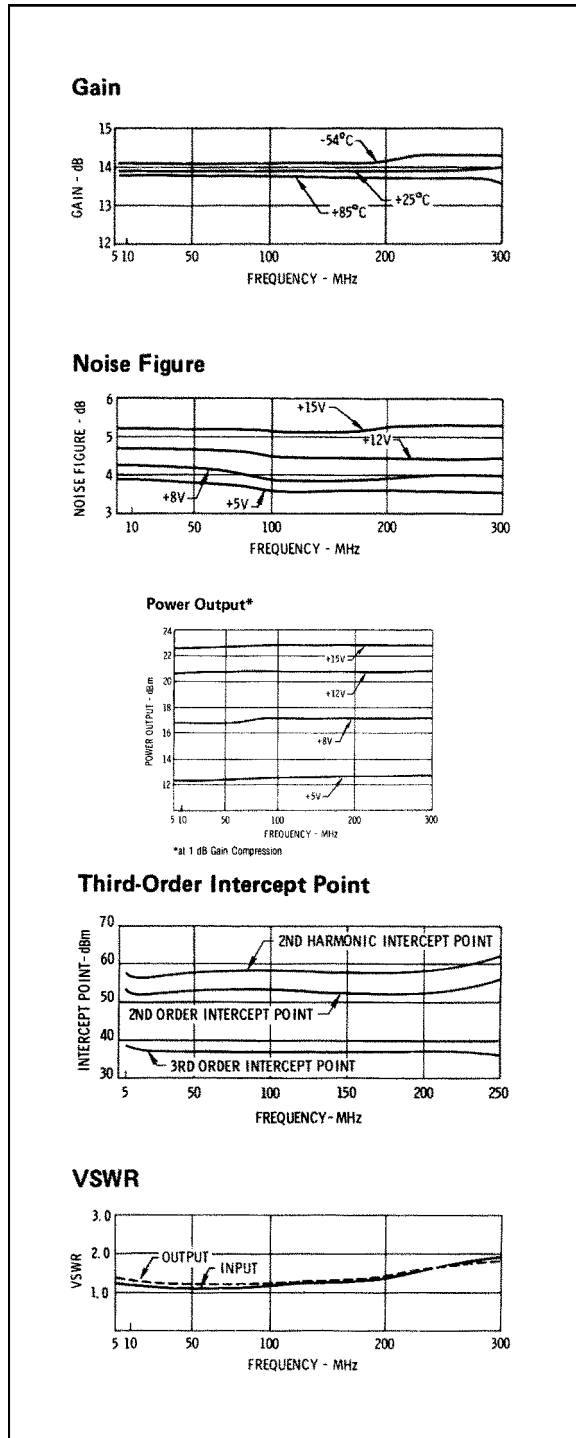 Gain
15
14
13
12
GAIN - dB
-54°C
+25°C
+85°C
5 10 50 100 200 300
FREQUENCY - MHz
Noise Figure
6
5
4
3
NOISE FIGURE - dB
+15V
+12V
+8V
+5V
10 50 100 200 300
FREQUENCY - MHz
Power Output*
24
22
20
18
16
14
12
POWER OUTPUT - dBm
+15V
+12V
+8V
+5V
5 10 50 100 200 300
FREQUENCY - MHz
*at 1 dB Gain Compression
Third-Order Intercept Point
70
60
50
40
30
INTERCEPT POINT-dBm
2ND HARMONIC INTERCEPT POINT
2ND ORDER INTERCEPT POINT
3RD ORDER INTERCEPT POINT
5 50 100 150 200 250
FREQUENCY-MHz
VSWR
3.0
2.0
1.0
VSWR
OUTPUT
INPUT
5 10 50 100 200 300
FREQUENCY - MHz